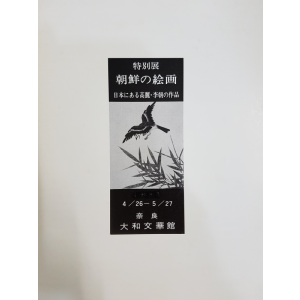 特別展
朝鮮の絵画
日本にある高麗・李朝の作品
4／26－5／27
奈良
大和文華館